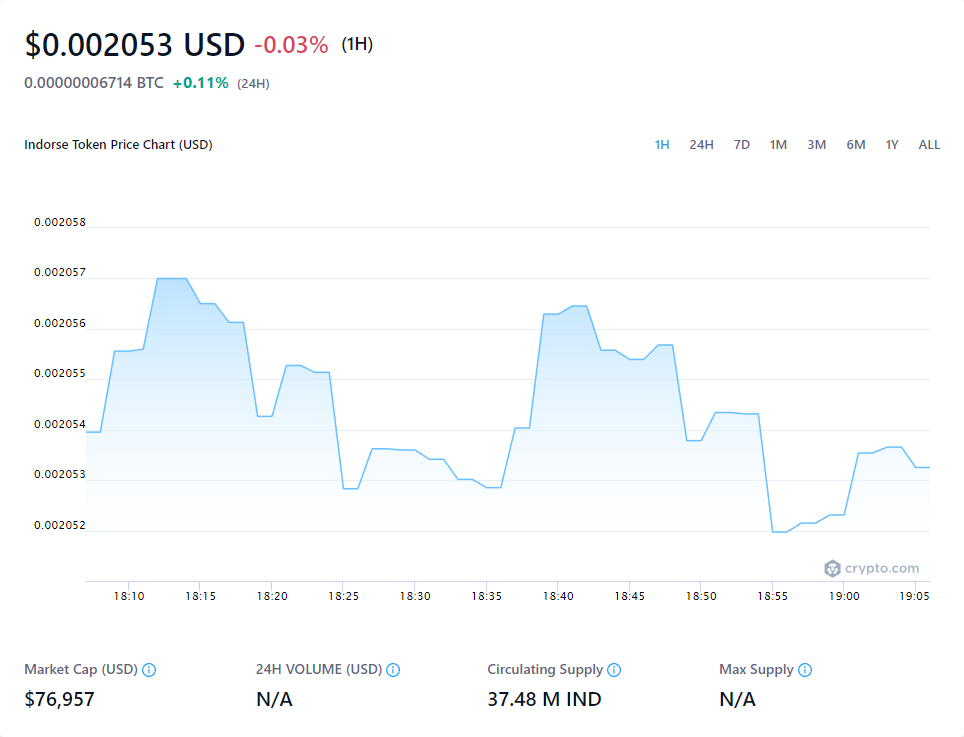 $0.002053 USD -0.03% (1H)
0.00000006714 BTC +0.11% (24H)
Indorse Token Price Chart (USD) 1H 24H 7D 1M 3M 6M 1Y ALL
0.002058
0.002057
0.002056
0.002055
0.002054
0.002053
0.002052
crypto.com
18:10 18:15 18:20 18:25 18:30 18:35 18:40 18:45 18:50 18:55 19:00 19:05
Market Cap (USD) 24H VOLUME (USD) Circulating Supply Max Supply
$76,957 N/A 37.48 M IND N/A